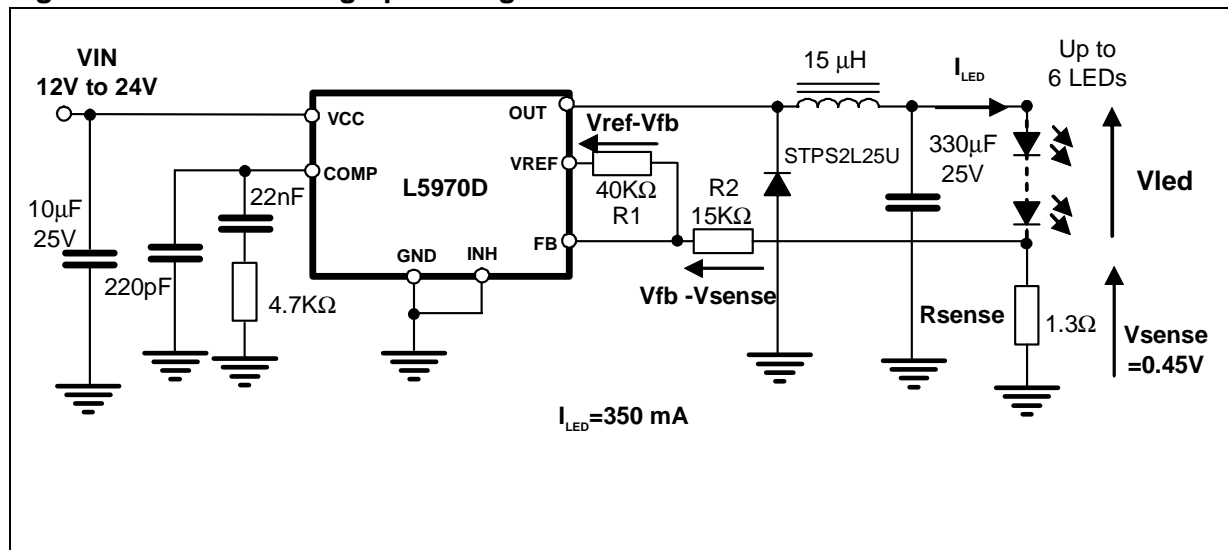 VIN
12V to 24V
VCC
COMP
L5970D
OUT
VREF
FB
GND
INH
10μF
25V
220pF
22nF
4.7KΩ
Vref-Vfb
40KΩ
R1
R2
15KΩ
Vfb -Vsense
STPS2L25U
15 μH
I LED
330μF
25V
Up to
6 LEDs
Vled
Rsense
1.3Ω
Vsense
=0.45V
I LED=350 mA